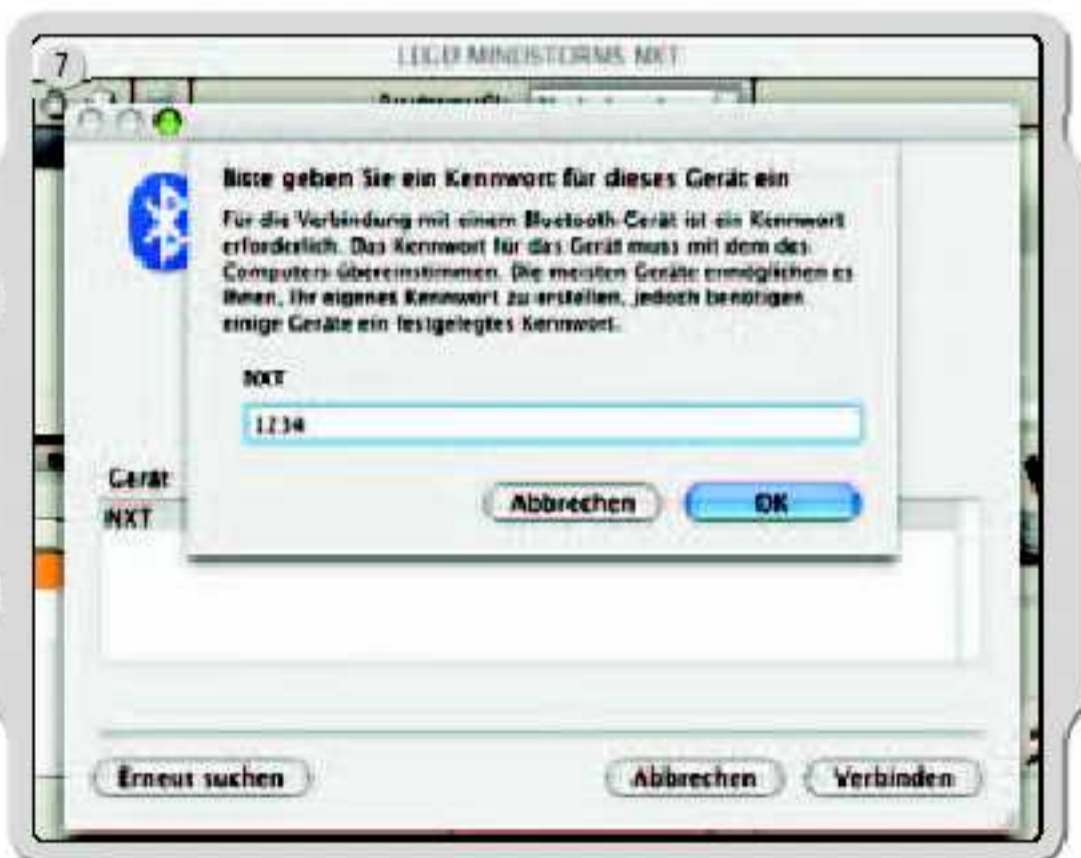 7
LEGO MINDSTORMS NXT
Bitte geben Sie ein Kennwort für dieses Gerät ein
Für die Verbindung mit einem Bluetooth-Gerät ist ein Kennwort
erforderlich. Das Kennwort für das Gerät muss mit dem des
Computers übereinstimmen. Die meisten Geräte ermöglichen es
Ihnen, Ihr eigenes Kennwort zu erstellen, jedoch benötigen
einige Geräte ein festgelegtes Kennwort.
NXT
1234
Abbrechen OK
Gerät
NXT
Erneut suchen Abbrechen Verbinden